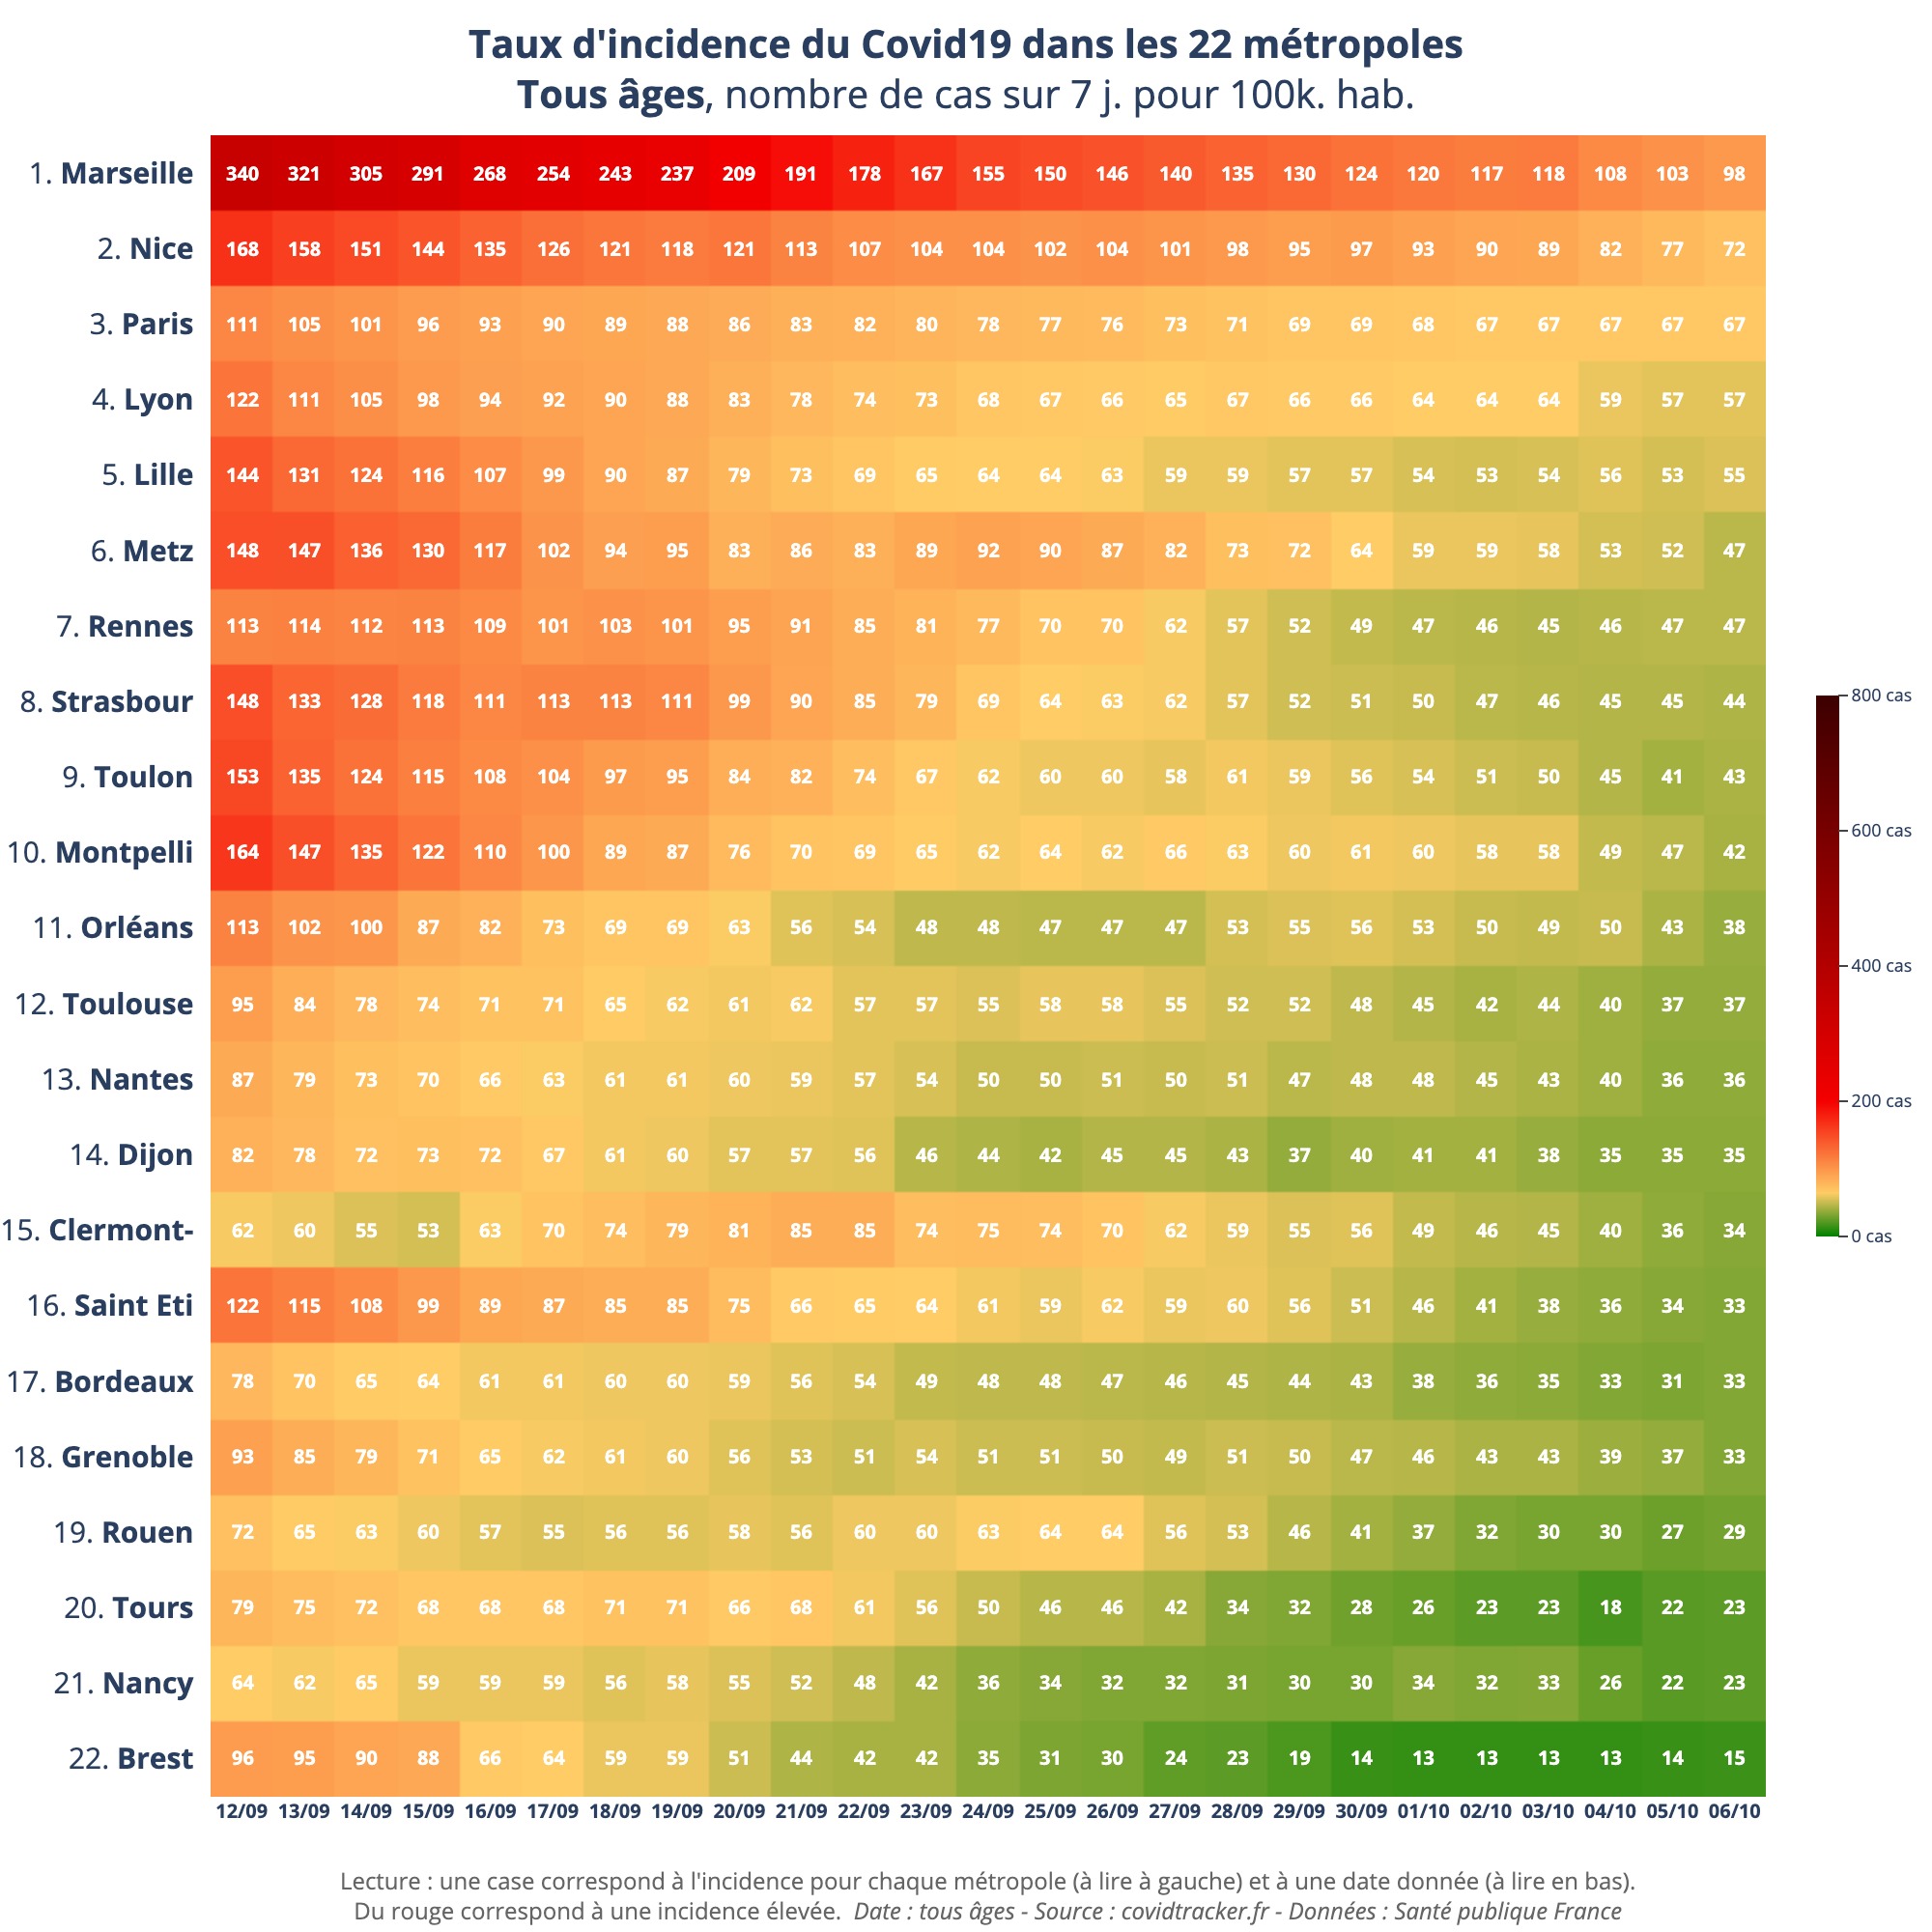 Taux d'incidence du Covid19 dans les 22 métropoles
Tous âges, nombre de cas sur 7 j. pour 100k. hab.
1. Marseille 340 321 305 291 268 254 243 237 209 191 178 167 155 150 146 140 135 130 124 120 117 118 108 103 98
2. Nice 168 158 151 144 135 126 121 118 121 113 107 104 104 102 104 101 98 95 97 93 90 89 82 77 72
3. Paris 111 105 101 96 93 90 89 88 86 83 82 80 78 77 76 73 71 69 69 68 67 67 67 67 67
4. Lyon 122 111 105 98 94 92 90 88 83 78 74 73 68 67 66 65 67 66 66 64 64 64 59 57 57
5. Lille 144 131 124 116 107 99 90 87 79 73 69 65 64 64 63 59 59 57 57 54 53 54 56 53 55
6. Metz 148 147 136 130 117 102 94 95 83 86 83 89 92 90 87 82 73 72 64 59 59 58 53 52 47
7. Rennes 113 114 112 113 109 101 103 101 95 91 85 81 77 70 70 62 57 52 49 47 46 45 46 47 47
8. Strasbour 148 133 128 118 111 113 113 111 99 90 85 79 69 64 63 62 57 52 51 50 47 46 45 45 44
9. Toulon 153 135 124 115 108 104 97 95 84 82 74 67 62 60 60 58 61 59 56 54 51 50 45 41 43
10. Montpelli 164 147 135 122 110 100 89 87 76 70 69 65 62 64 62 66 63 60 61 60 58 58 49 47 42
11. Orléans 113 102 100 87 82 73 69 69 63 56 54 48 48 47 47 47 53 55 56 53 50 49 50 43 38
12. Toulouse 95 84 78 74 71 71 65 62 61 62 57 57 55 58 58 55 52 52 48 45 42 44 40 37 37
13. Nantes 87 79 73 70 66 63 61 61 60 59 57 54 50 50 51 50 51 47 48 48 45 43 40 36 36
14. Dijon 82 78 72 73 72 67 61 60 57 57 56 46 44 42 45 45 43 37 40 41 41 38 35 35 35
15. Clermont- 62 60 55 53 63 70 74 79 81 85 85 74 75 74 70 62 59 55 56 49 46 45 40 36 34
16. Saint Eti 122 115 108 99 89 87 85 85 75 66 65 64 61 59 62 59 60 56 51 46 41 38 36 34 33
17. Bordeaux 78 70 65 64 61 61 60 60 59 56 54 49 48 48 47 46 45 44 43 38 36 35 33 31 33
18. Grenoble 93 85 79 71 65 62 61 60 56 53 51 54 51 51 50 49 51 50 47 46 43 43 39 37 33
19. Rouen 72 65 63 60 57 55 56 56 58 56 60 60 63 64 64 56 53 46 41 37 32 30 30 27 29
20. Tours 79 75 72 68 68 68 71 71 66 68 61 56 50 46 46 42 34 32 28 26 23 23 18 22 23
21. Nancy 64 62 65 59 59 59 56 58 55 52 48 42 36 34 32 32 31 30 30 34 32 33 26 22 23
22. Brest 96 95 90 88 66 64 59 59 51 44 42 42 35 31 30 24 23 19 14 13 13 13 13 14 15
12/09 13/09 14/09 15/09 16/09 17/09 18/09 19/09 20/09 21/09 22/09 23/09 24/09 25/09 26/09 27/09 28/09 29/09 30/09 01/10 02/10 03/10 04/10 05/10 06/10
800 cas
600 cas
400 cas
200 cas
0 cas
Lecture : une case correspond à l'incidence pour chaque métropole (à lire à gauche) et à une date donnée (à lire en bas).
Du rouge correspond à une incidence élevée. Date : tous âges - Source : covidtracker.fr - Données : Santé publique France